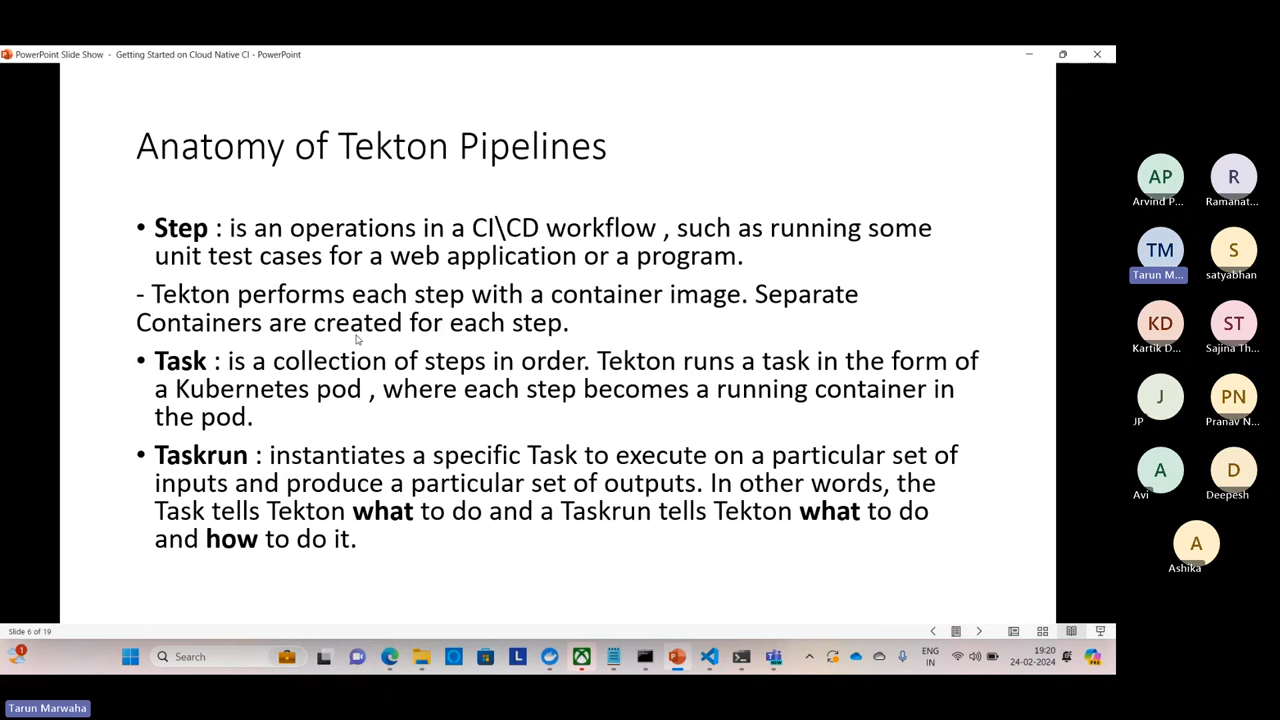 PowerPoint Slide Show - Getting Started on Cloud Native CI - PowerPoint
Anatomy of Tekton Pipelines
• Step : is an operations in a CI\CD workflow , such as running some
unit test cases for a web application or a program.
- Tekton performs each step with a container image. Separate
Containers are created for each step.
• Task : is a collection of steps in order. Tekton runs a task in the form of
a Kubernetes pod , where each step becomes a running container in
the pod.
• Taskrun : instantiates a specific Task to execute on a particular set of
inputs and produce a particular set of outputs. In other words, the
Task tells Tekton what to do and a Taskrun tells Tekton what to do
and how to do it.
Slide 6 of 19
1
Search
L
NEW
ENG
IN
19:20
24-02-2024
PRE
AP
Arvind P...
R
Ramanat...
TM
Tarun M...
S
satyabhan
KD
Kartik D...
ST
Sajina Th...
J
JP
PN
Pranav N...
A
Avi
D
Deepesh
A
Ashika
Tarun Marwaha